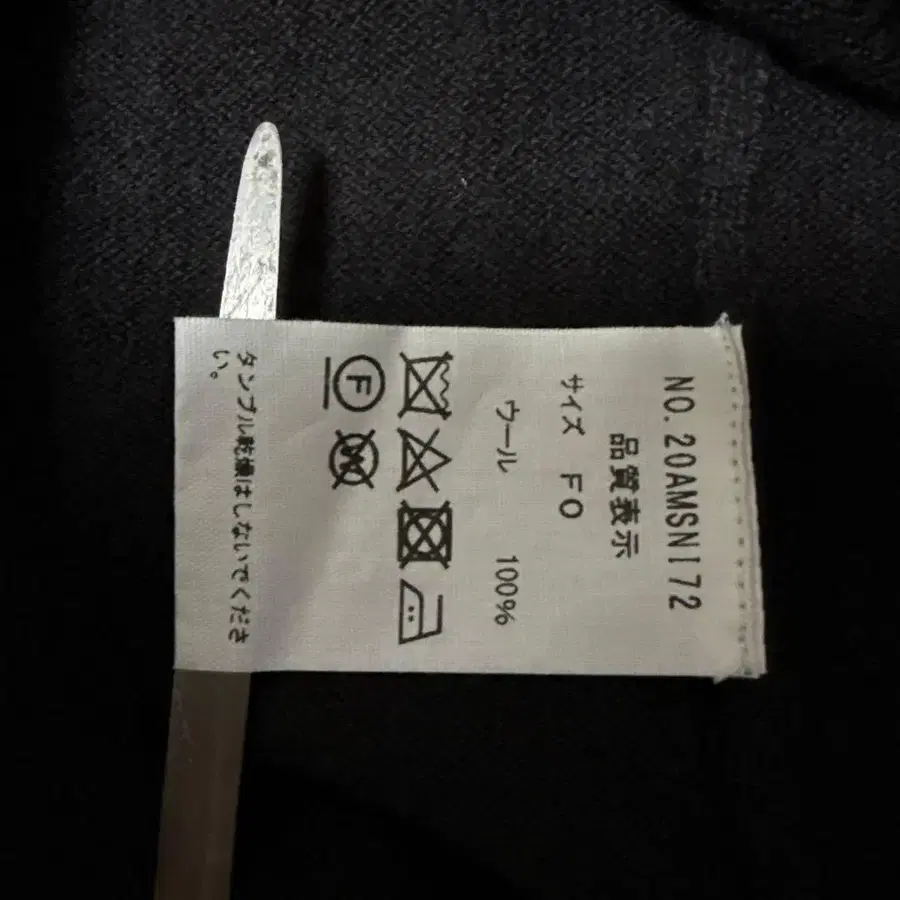 NO. 20AMSN172
品質表示
サイズ FO
ウール 100%
F
W
タンブル乾燥はしないでくださ
い。